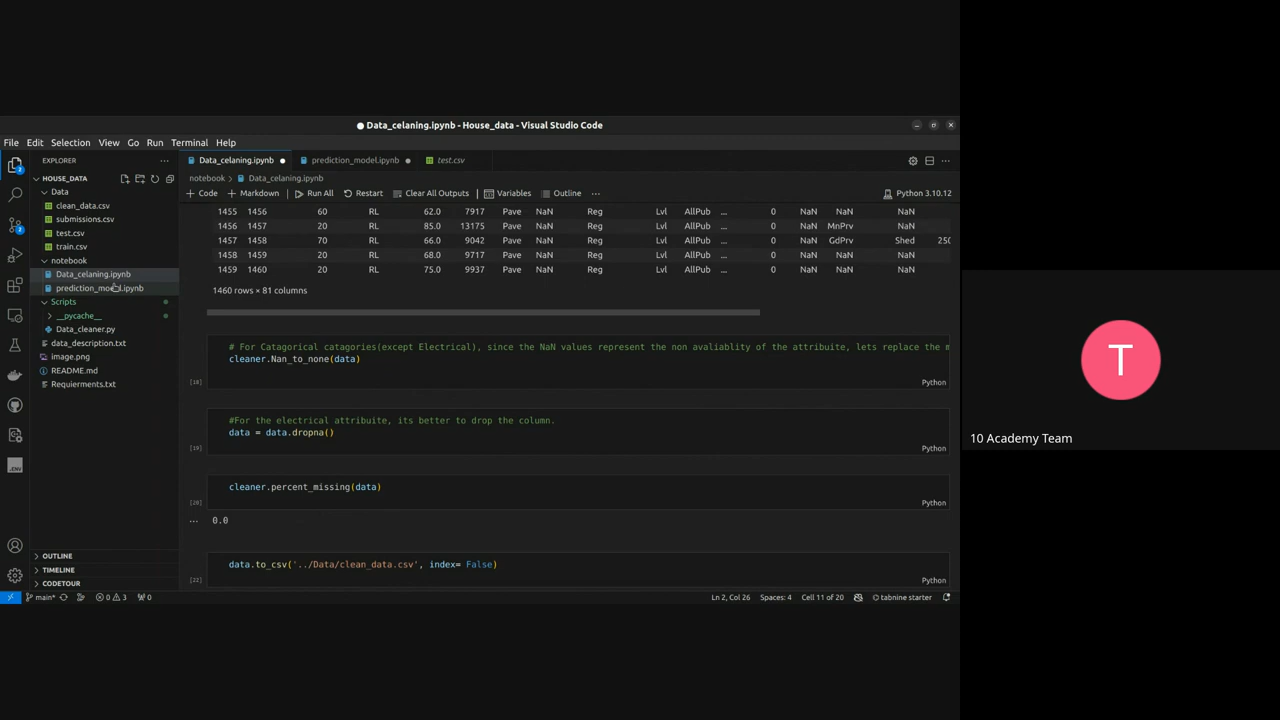 Data_celaning.ipynb - House_data - Visual Studio Code
File Edit Selection View Go Run Terminal Help
EXPLORER
HOUSE_DATA
Data
clean_data.csv
submissions.csv
test.csv
train.csv
notebook
Data_celaning.ipynb
prediction_model.ipynb
Scripts
__pycache__
Data_cleaner.py
data_description.txt
image.png
README.md
Requierments.txt
OUTLINE
TIMELINE
CODETOUR
Data_celaning.ipynb prediction_model.ipynb test.csv
notebook > Data_celaning.ipynb
+ Code + Markdown Run All Restart Clear All Outputs Variables Outline ... Python 3.10.12
1455 1456 60 RL 62.0 7917 Pave NaN Reg Lvl AllPub ... 0 NaN NaN NaN
1456 1457 20 RL 85.0 13175 Pave NaN Reg Lvl AllPub ... 0 NaN MnPrv NaN
1457 1458 70 RL 66.0 9042 Pave NaN Reg Lvl AllPub ... 0 NaN GdPrv Shed 250
1458 1459 20 RL 68.0 9717 Pave NaN Reg Lvl AllPub ... 0 NaN NaN NaN
1459 1460 20 RL 75.0 9937 Pave NaN Reg Lvl AllPub ... 0 NaN NaN NaN
1460 rows × 81 columns
# For Catagorical catagories(except Electrical), since the NaN values represent the non avaliablity of the attribuite, lets replace the m
cleaner.Nan_to_none(data)
[18] Python
#For the electrical attribuite, its better to drop the column.
data = data.dropna()
[19] Python
cleaner.percent_missing(data)
[20] Python
... 0.0
data.to_csv('../Data/clean_data.csv', index= False)
[22] Python
main* 0 3 0 Ln 2, Col 26 Spaces: 4 Cell 11 of 20 tabnine starter
T
10 Academy Team
2
2
.ENV